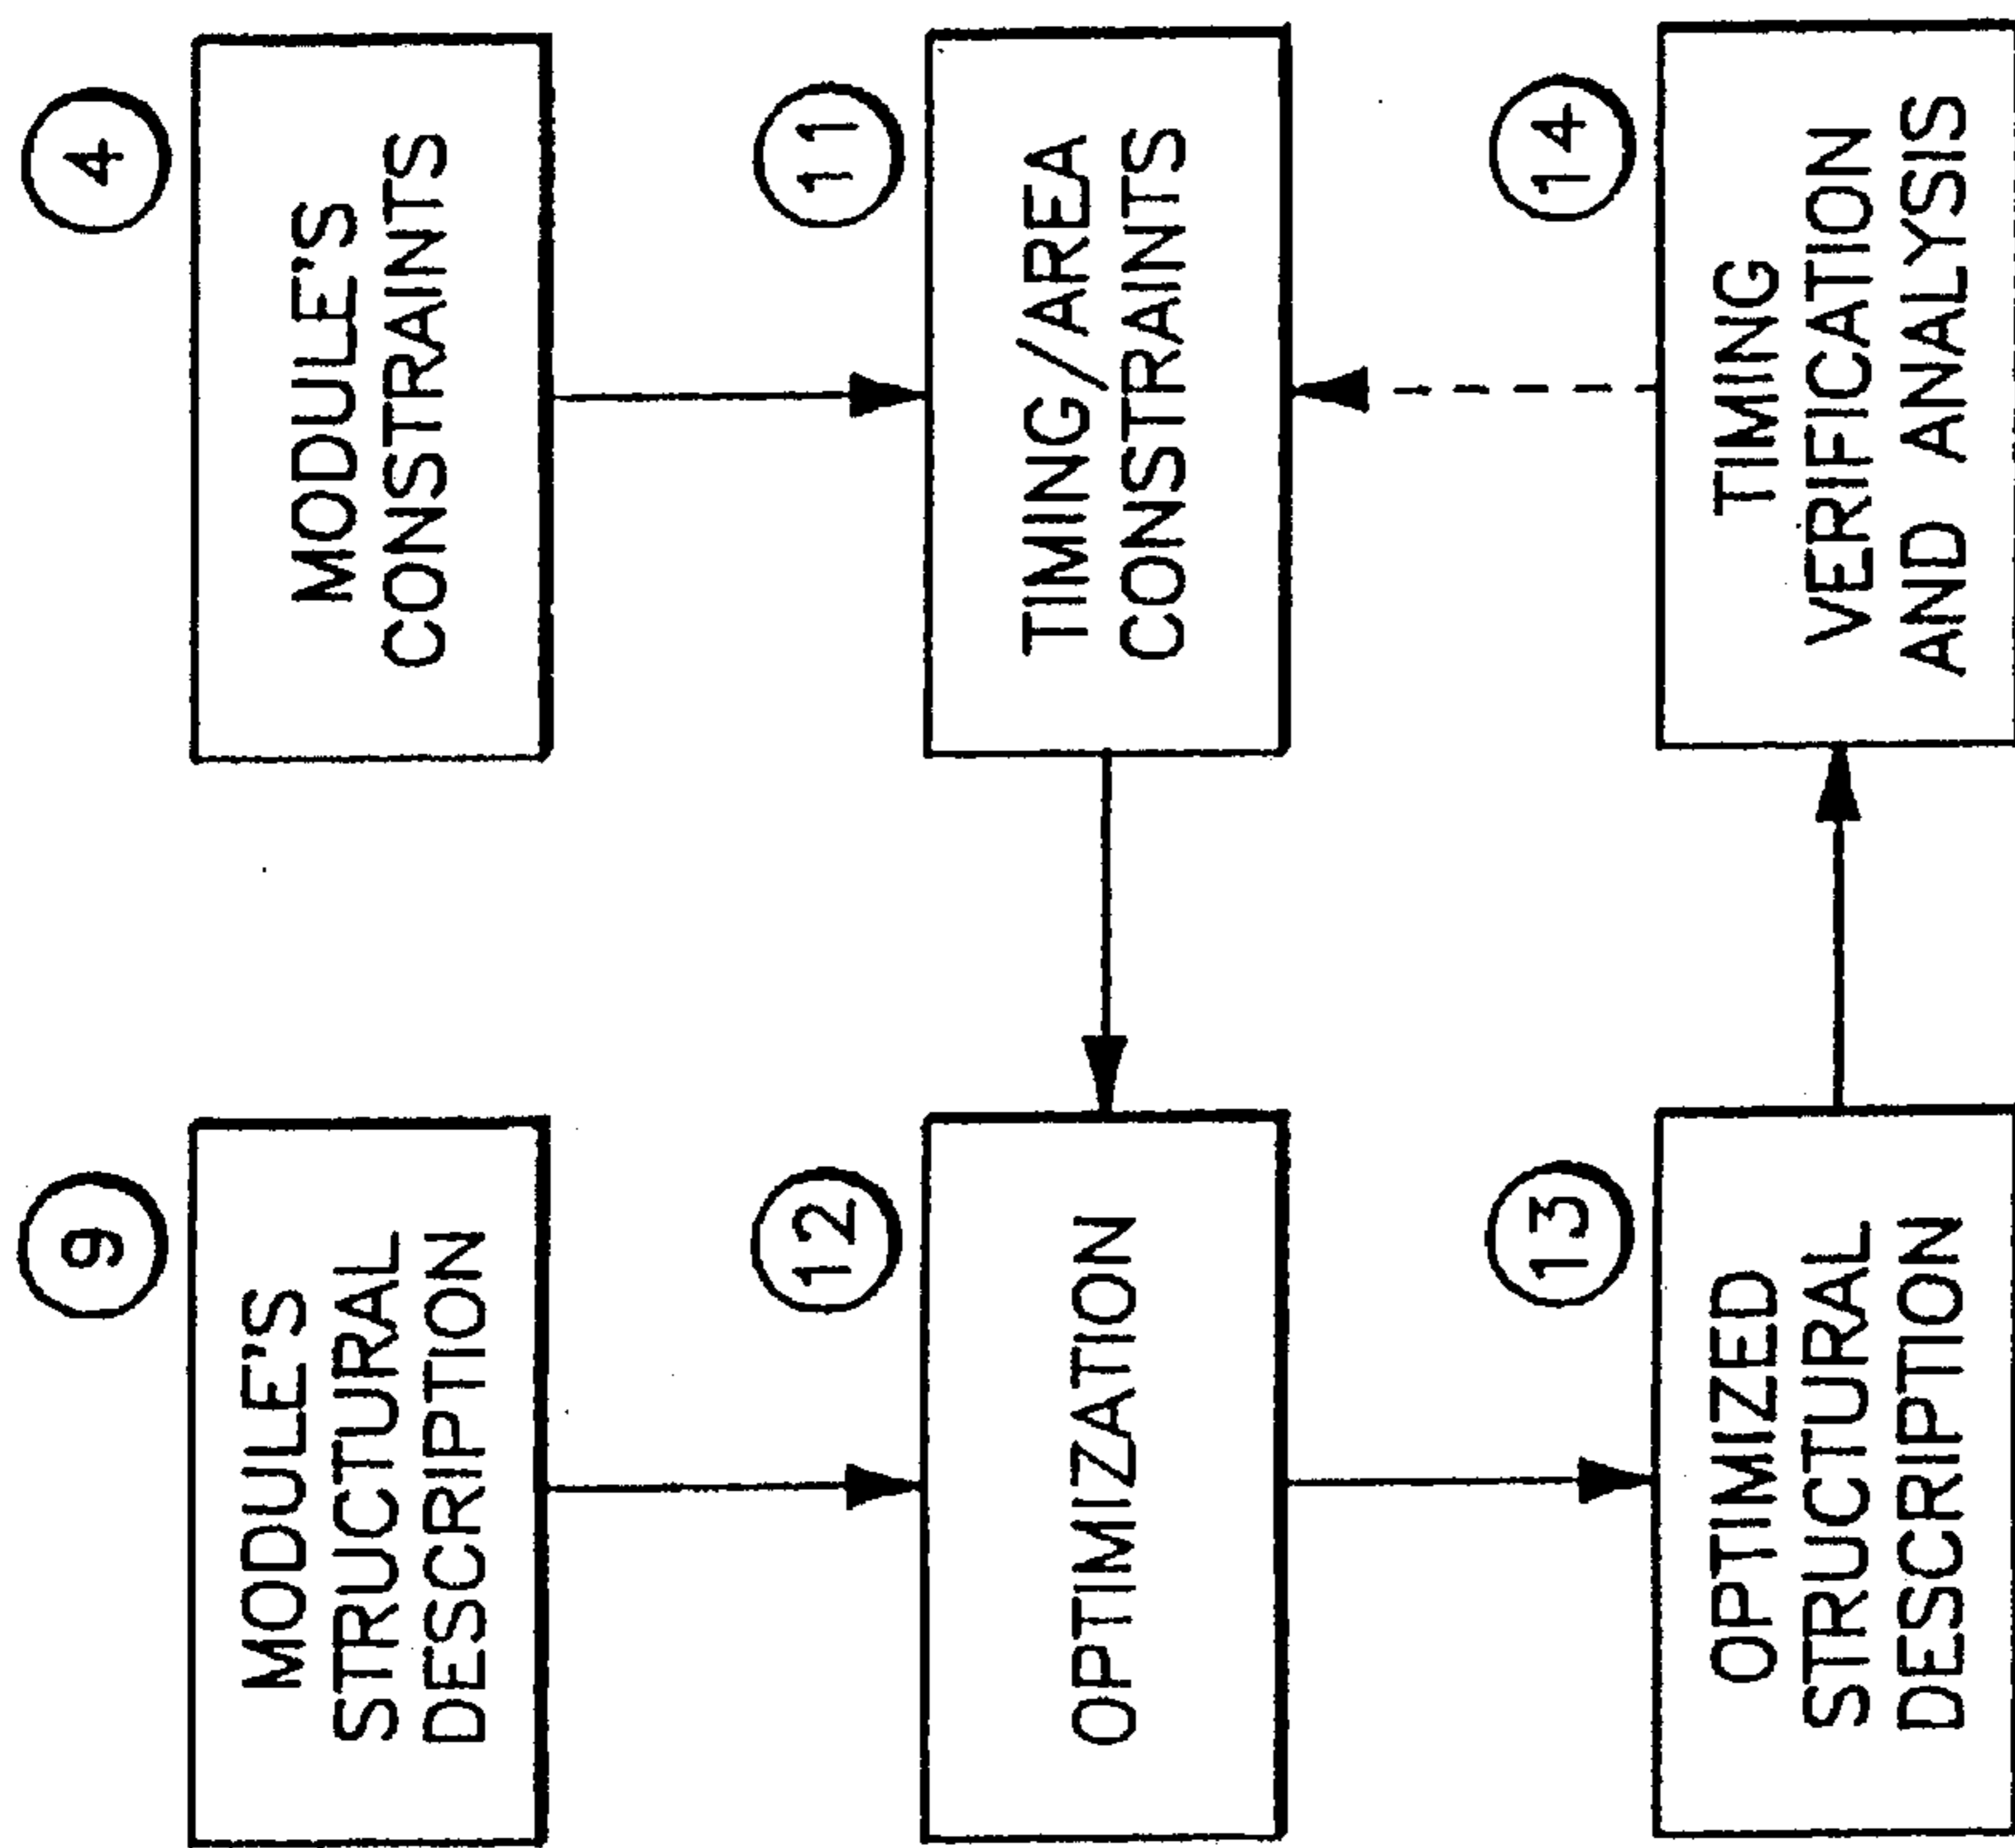 9
MODULE'S
STRUCTURAL
DESCRIPTION
4
MODULE'S
CONSTRAINTS
12
OPTIMIZATION
11
TIMING/AREA
CONSTRAINTS
13
OPTIMIZED
STRUCTURAL
DESCRIPTION
14
TIMING
VERIFICATION
AND ANALYSIS